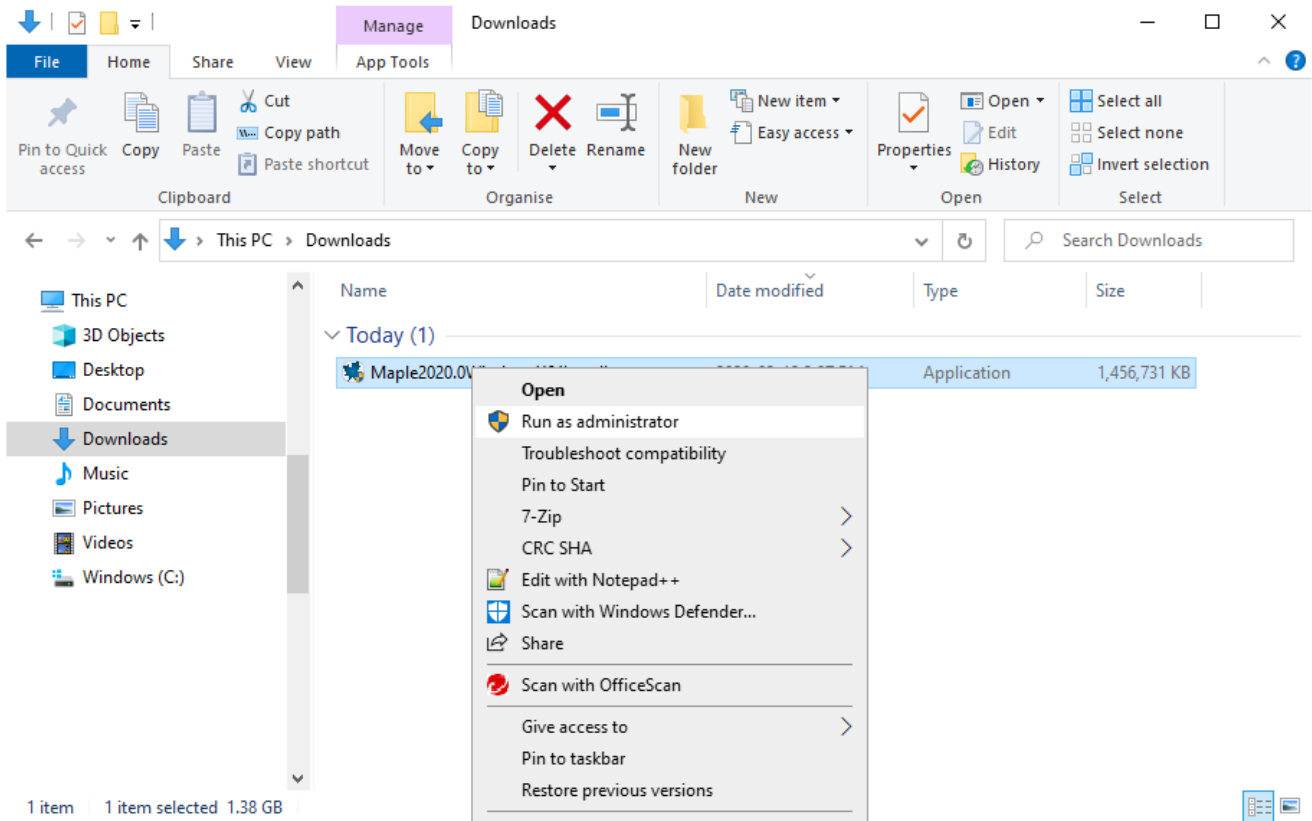 Manage Downloads
File Home Share View App Tools
Pin to Quick access
Copy
Paste
Cut
Copy path
Paste shortcut
Clipboard
Move to
Copy to
Delete
Rename
Organise
New folder
New item
Easy access
New
Properties
Open
Edit
History
Open
Select all
Select none
Invert selection
Select
This PC > Downloads
Search Downloads
This PC
3D Objects
Desktop
Documents
Downloads
Music
Pictures
Videos
Windows (C:)
Name Date modified Type Size
Today (1)
Maple2020.0 Application 1,456,731 KB
Open
Run as administrator
Troubleshoot compatibility
Pin to Start
7-Zip
CRC SHA
Edit with Notepad++
Scan with Windows Defender...
Share
Scan with OfficeScan
Give access to
Pin to taskbar
Restore previous versions
1 item 1 item selected 1.38 GB